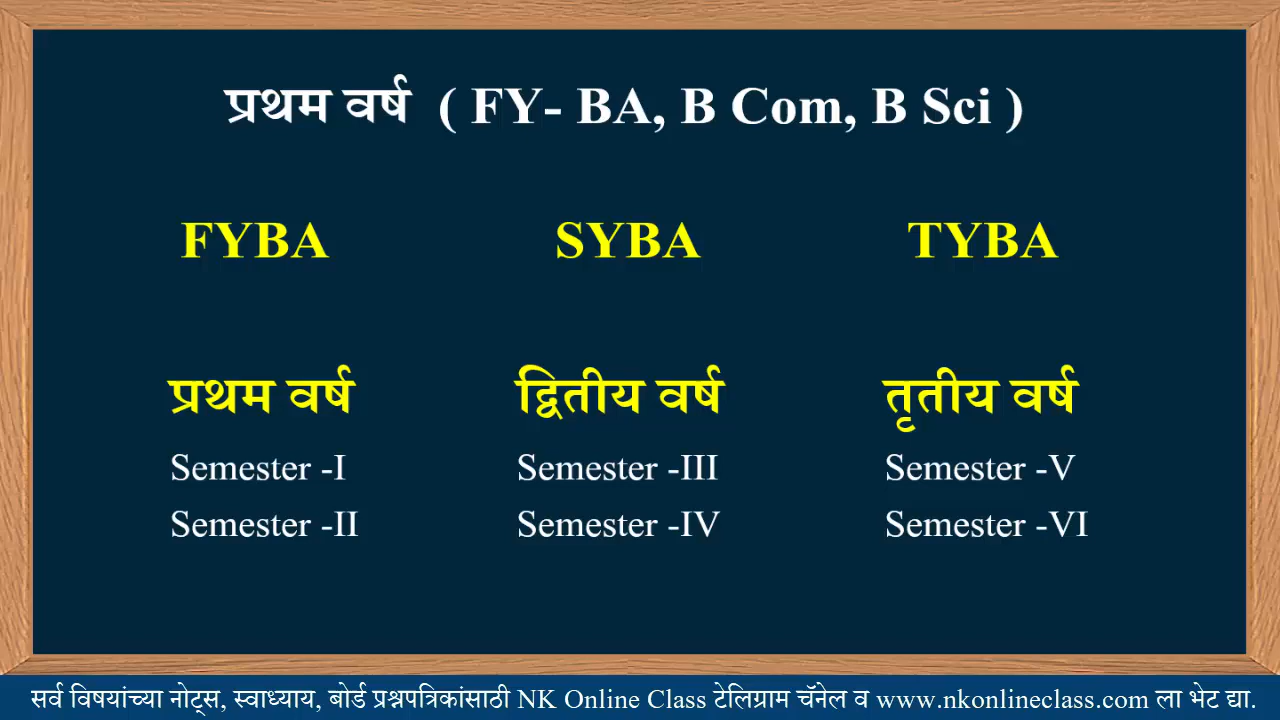 प्रथम वर्ष ( FY- BA, B Com, B Sci )
FYBA SYBA TYBA
प्रथम वर्ष द्वितीय वर्ष तृतीय वर्ष
Semester -I Semester -III Semester -V
Semester -II Semester -IV Semester -VI
सर्व विषयांच्या नोट्स, स्वाध्याय, बोर्ड प्रश्नपत्रिकांसाठी NK Online Class टेलिग्राम चॅनेल व www.nkonlineclass.com ला भेट द्या.